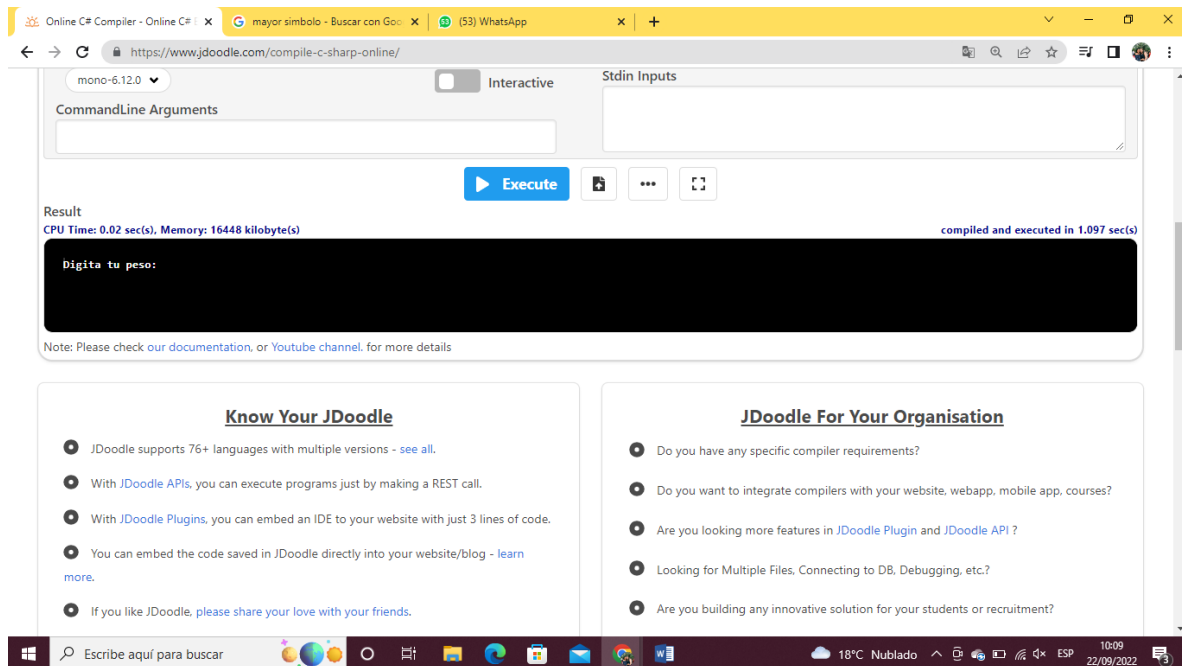 Online C# Compiler - Online C#
mayor simbolo - Buscar con Goo
(53) WhatsApp
https://www.jdoodle.com/compile-c-sharp-online/
mono-6.12.0
Interactive
Stdin Inputs
CommandLine Arguments
Execute
Result
CPU Time: 0.02 sec(s), Memory: 16448 kilobyte(s)
compiled and executed in 1.097 sec(s)
Digita tu peso:
Note: Please check our documentation, or Youtube channel. for more details
Know Your JDoodle
JDoodle supports 76+ languages with multiple versions - see all.
With JDoodle APIs, you can execute programs just by making a REST call.
With JDoodle Plugins, you can embed an IDE to your website with just 3 lines of code.
You can embed the code saved in JDoodle directly into your website/blog - learn
more.
If you like JDoodle, please share your love with your friends.
JDoodle For Your Organisation
Do you have any specific compiler requirements?
Do you want to integrate compilers with your website, webapp, mobile app, courses?
Are you looking more features in JDoodle Plugin and JDoodle API ?
Looking for Multiple Files, Connecting to DB, Debugging, etc.?
Are you building any innovative solution for your students or recruitment?
Escribe aquí para buscar
18°C Nublado
ESP
10:09
22/09/2022
3